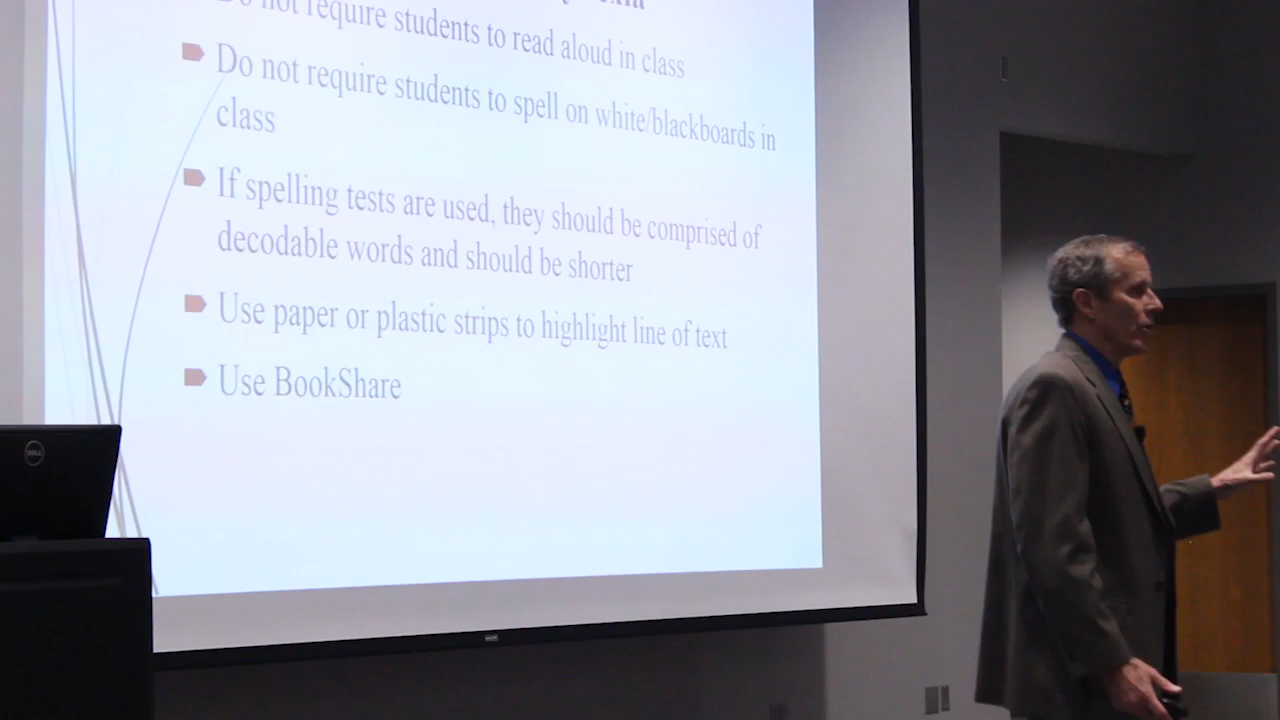 Do not require students to read aloud in class
Do not require students to spell on white/blackboards in
class
If spelling tests are used, they should be comprised of
decodable words and should be shorter
Use paper or plastic strips to highlight line of text
Use BookShare
DELL